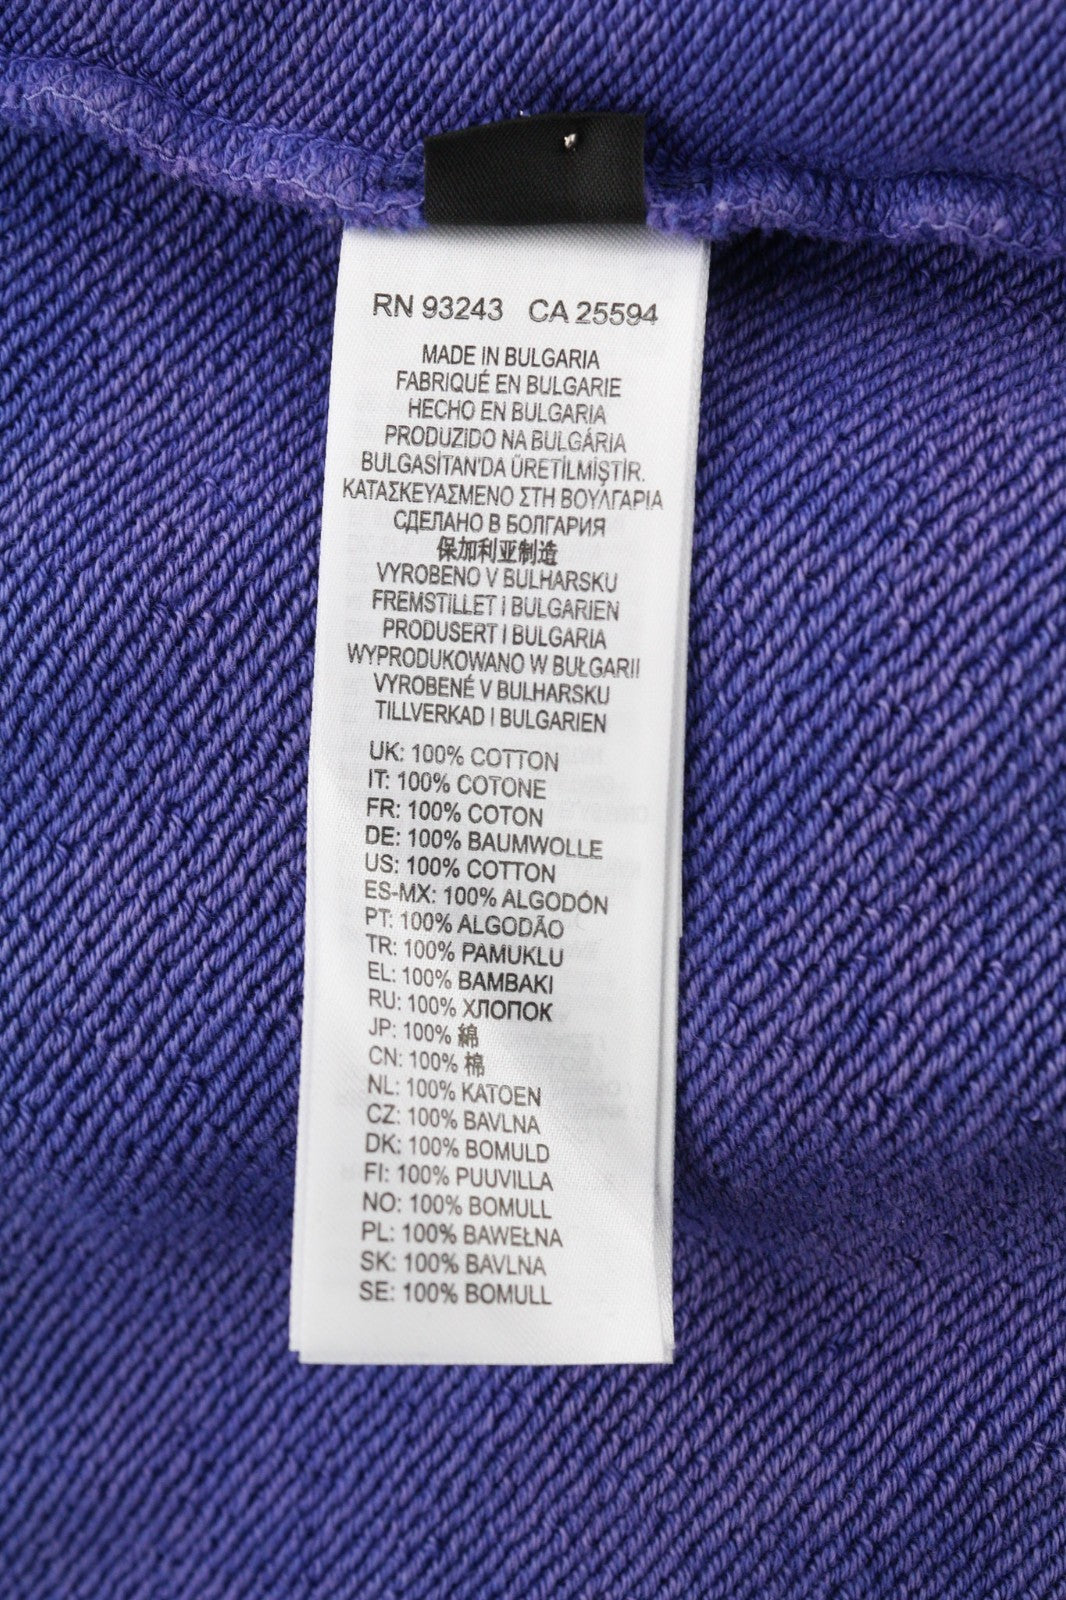 RN 93243 CA 25594
MADE IN BULGARIA
FABRIQUÉ EN BULGARIE
HECHO EN BULGARIA
PRODUZIDO NA BULGÁRIA
BULGASİTAN'DA ÜRETİLMİŞTİR.
ΚΑΤΑΣΚΕΥΑΣΜΕΝΟ ΣΤΗ ΒΟΥΛΓΑΡΙΑ
СДЕЛАНО В БОЛГАРИЯ
保加利亚制造
VYROBENO V BULHARSKU
FREMSTILLET I BULGARIEN
PRODUSERT I BULGARIA
WYPRODUKOWANO W BUŁGARII
VYROBENÉ V BULHARSKU
TILLVERKAD I BULGARIEN
UK: 100% COTTON
IT: 100% COTONE
FR: 100% COTON
DE: 100% BAUMWOLLE
US: 100% COTTON
ES-MX: 100% ALGODÓN
PT: 100% ALGODÃO
TR: 100% PAMUKLU
EL: 100% BAMBAKI
RU: 100% ХЛОПОК
JP: 100% 綿
CN: 100% 棉
NL: 100% KATOEN
CZ: 100% BAVLNA
DK: 100% BOMULD
FI: 100% PUUVILLA
NO: 100% BOMULL
PL: 100% BAWEŁNA
SK: 100% BAVLNA
SE: 100% BOMULL